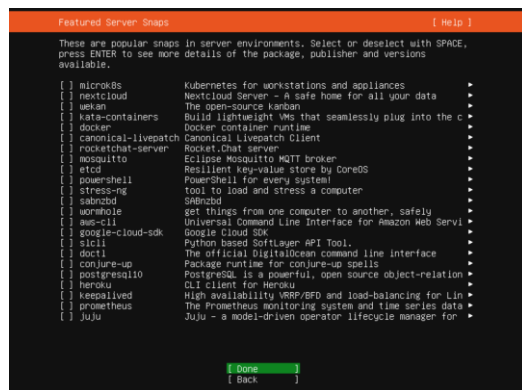 Featured Server Snaps [ Help ]
These are popular snaps in server environments. Select or deselect with SPACE,
press ENTER to see more details of the package, publisher and versions
available.
[ ] microk8s Kubernetes for workstations and appliances ►
[ ] nextcloud Nextcloud Server - A safe home for all your data ►
[ ] wekan The open-source kanban ►
[ ] kata-containers Build lightweight VMs that seamlessly plug into the c ►
[ ] docker Docker container runtime ►
[ ] canonical-livepatch Canonical Livepatch Client ►
[ ] rocketchat-server Rocket.Chat server ►
[ ] mosquitto Eclipse Mosquitto MQTT broker ►
[ ] etcd Resilient key-value store by CoreOS ►
[ ] powershell PowerShell for every system! ►
[ ] stress-ng tool to load and stress a computer ►
[ ] sabnzbd SABnzbd ►
[ ] wormhole get things from one computer to another, safely ►
[ ] aws-cli Universal Command Line Interface for Amazon Web Servi ►
[ ] google-cloud-sdk Google Cloud SDK ►
[ ] slcli Python based SoftLayer API Tool. ►
[ ] doctl The official DigitalOcean command line interface ►
[ ] conjure-up Package runtime for conjure-up spells ►
[ ] postgresql10 PostgreSQL is a powerful, open source object-relation ►
[ ] heroku CLI client for Heroku ►
[ ] keepalived High availability VRRP/BFD and load-balancing for Lin ►
[ ] prometheus The Prometheus monitoring system and time series data ►
[ ] juju Juju - a model-driven operator lifecycle manager for ►
[ Done ]
[ Back ]